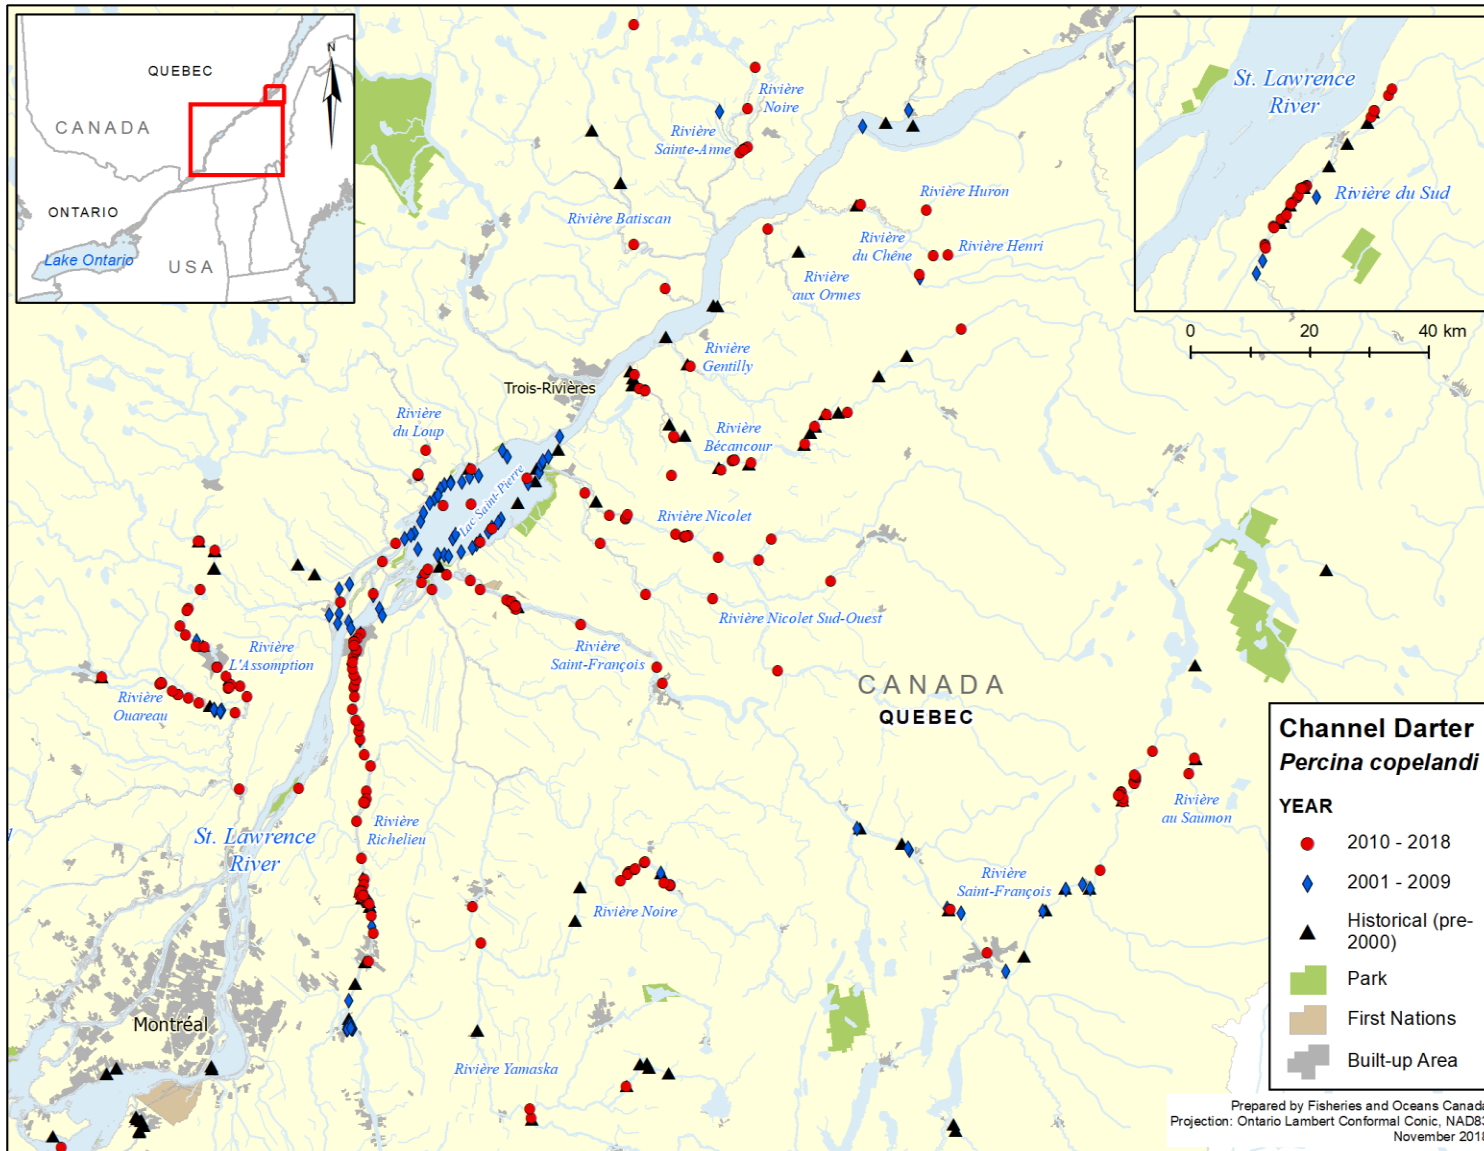 QUEBEC
CANADA
ONTARIO
Lake Ontario
USA
N
Rivière
Noire
Rivière
Sainte-Anne
Rivière Batiscan
Rivière Huron
Rivière
du Chêne
Rivière Henri
Rivière
aux Ormes
St. Lawrence
River
Rivière du Sud
0 20 40 km
Rivière
Gentilly
Trois-Rivières
Rivière
du Loup
Rivière
Bécancour
Lac Saint-Pierre
Rivière Nicolet
Rivière Nicolet Sud-Ouest
Rivière
L'Assomption
Rivière
Saint-François
Rivière
Ouareau
CANADA
QUEBEC
St. Lawrence
River
Rivière
Richelieu
Rivière
au Saumon
Rivière
Saint-François
Rivière Noire
Montréal
Rivière Yamaska
Channel Darter
Percina copelandi
YEAR
2010 - 2018
2001 - 2009
Historical (pre-
2000)
Park
First Nations
Built-up Area
Prepared by Fisheries and Oceans Canada
Projection: Ontario Lambert Conformal Conic, NAD83
November 2018